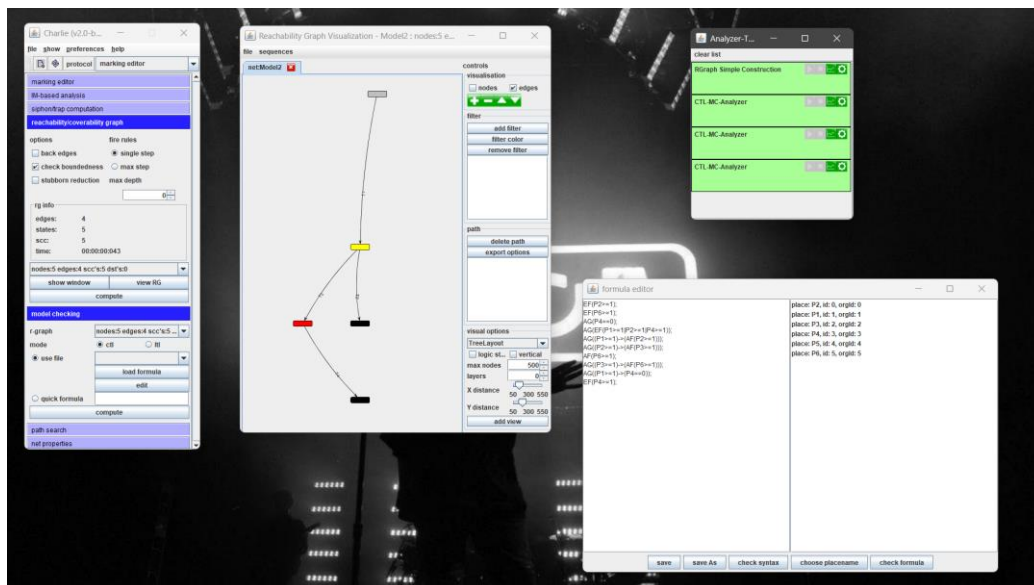 Charlie (v2.0-b...
file show preferences help
protocol marking editor
marking editor
IM-based analysis
siphon/trap computation
reachability/coverability graph
options fire rules
back edges single step
check boundedness max step
stubborn reduction max depth
0
rg info
edges: 4
states: 5
scc: 5
time: 00:00:00:043
nodes:5 edges:4 scc's:5 dst's:0
show window view RG
compute
model checking
r-graph nodes:5 edges:4 scc's:5 ...
mode ctl ltl
use file
load formula
edit
quick formula
compute
path search
net properties
Reachability Graph Visualization - Model2 : nodes:5 e...
file sequences
net:Model2
controls
visualisation
nodes edges
filter
add filter
filter color
remove filter
path
delete path
export options
visual options
TreeLayout
logic st... vertical
max nodes 500
layers 0
X distance
50 300 550
Y distance
50 300 550
add view
Analyzer-T...
clear list
RGraph Simple Construction
CTL-MC-Analyzer
CTL-MC-Analyzer
CTL-MC-Analyzer
formula editor
EF(P2>=1);
EF(P6>=1);
AG(P4==0);
AG(EF(P1>=1|P2>=1|P4>=1));
AG((P1>=1)->(AF(P2>=1)));
AG((P2>=1)->(AF(P3>=1)));
AF(P6>=1);
AG((P3>=1)->(AF(P6>=1)));
AG((P1>=1)->(P4==0));
EF(P4>=1);
place: P2, id: 0, orgId: 0
place: P1, id: 1, orgId: 1
place: P3, id: 2, orgId: 2
place: P4, id: 3, orgId: 3
place: P5, id: 4, orgId: 4
place: P6, id: 5, orgId: 5
save save As check syntax choose placename check formula